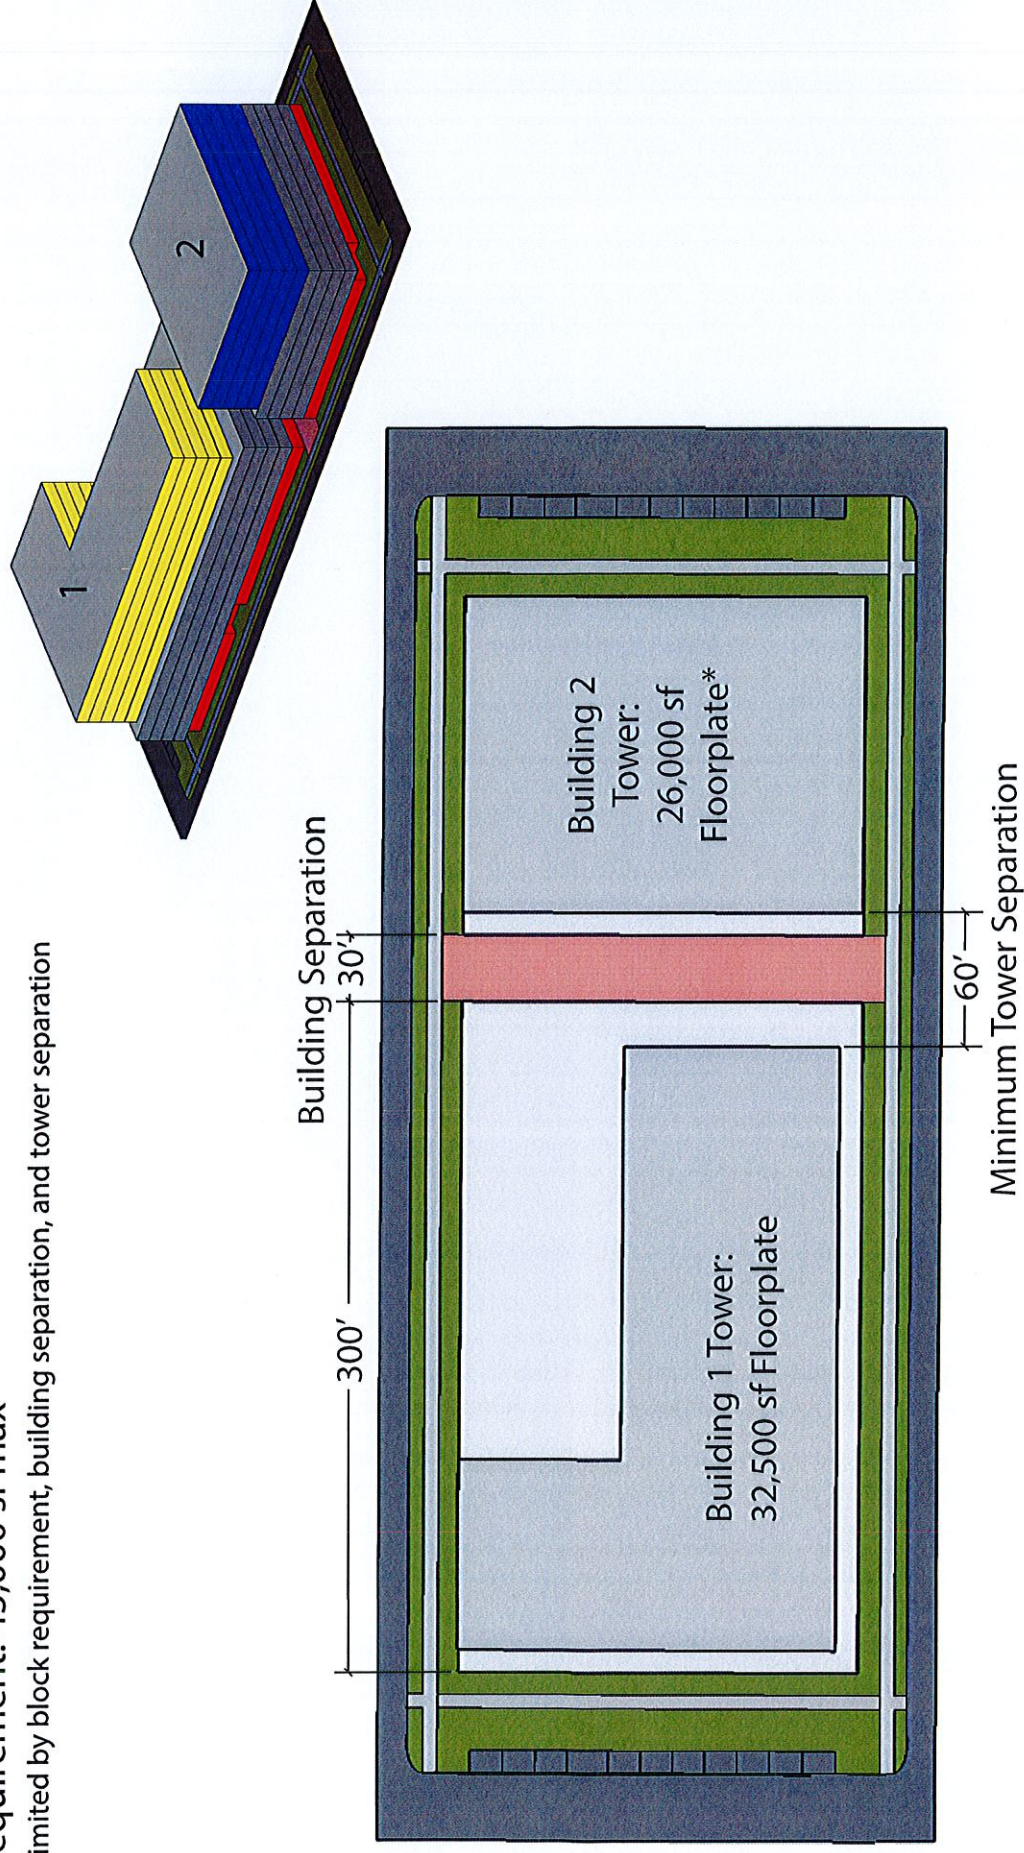 imited by block requirement, building separation, and tower separation
1
2
Building Separation
300'
30'
Building 1 Tower:
32,500 sf Floorplate
Building 2
Tower:
26,000 sf
Floorplate*
60'
Minimum Tower Separation